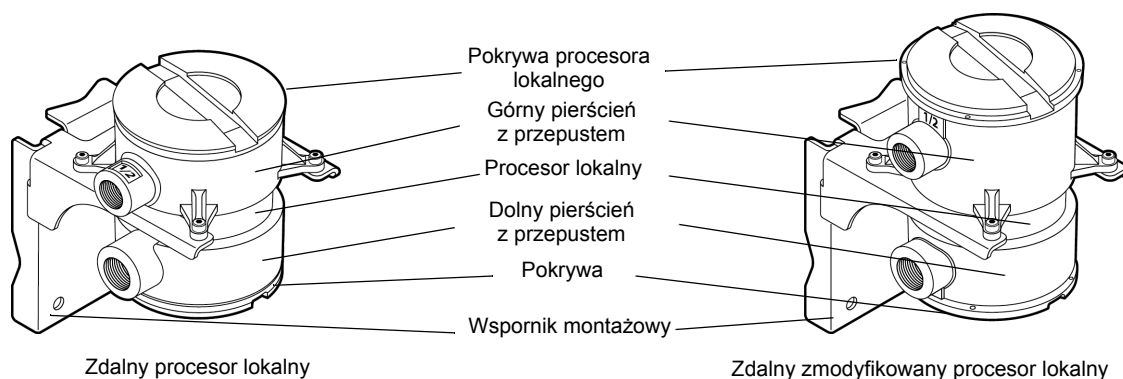 Pokrywa procesora
lokalnego
Górny pierścień
z przepustem
Procesor lokalny
Dolny pierścień
z przepustem
Pokrywa
Wspornik montażowy
1/2
1/2
Zdalny procesor lokalny
Zdalny zmodyfikowany procesor lokalny